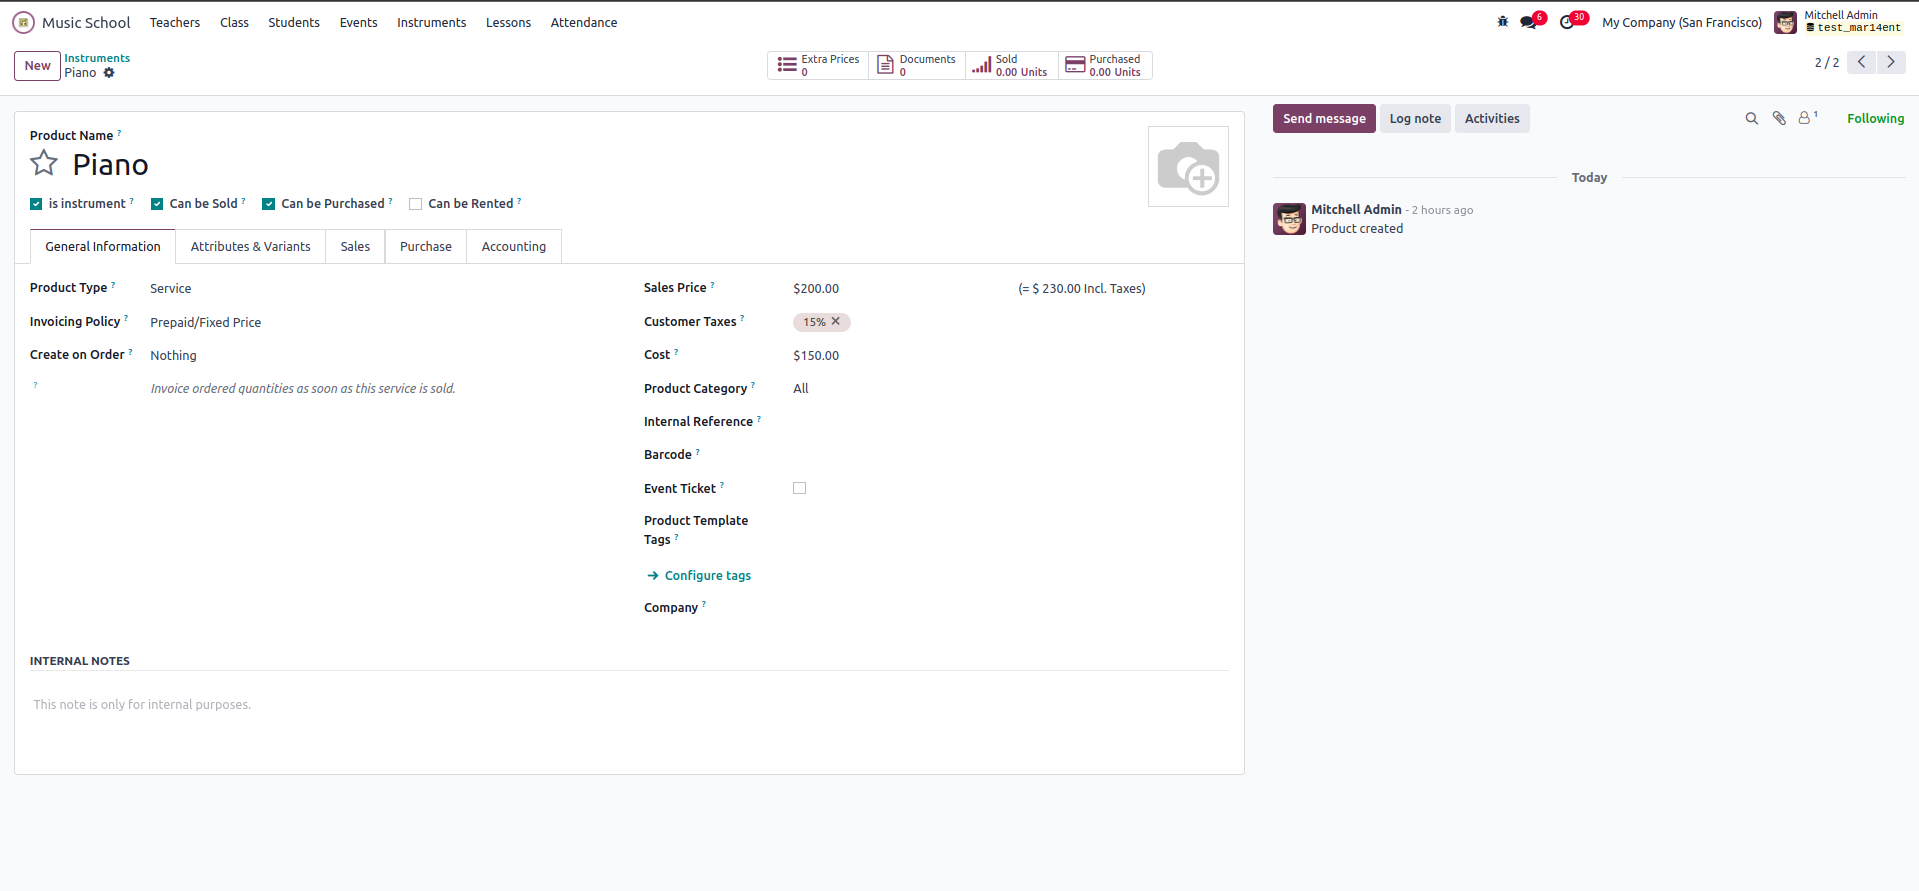 Music School Teachers Class Students Events Instruments Lessons Attendance 6 30 My Company (San Francisco) Mitchell Admin
test_mar14ent
New Instruments
Piano
Extra Prices
0
Documents
0
Sold
0.00 Units
Purchased
0.00 Units
2 / 2
Product Name ?
Piano
is instrument ? Can be Sold ? Can be Purchased ? Can be Rented ?
General Information Attributes & Variants Sales Purchase Accounting
Product Type ? Service
Invoicing Policy ? Prepaid/Fixed Price
Create on Order ? Nothing
? Invoice ordered quantities as soon as this service is sold.
Sales Price ? $200.00 (= $ 230.00 Incl. Taxes)
Customer Taxes ? 15% ✕
Cost ? $150.00
Product Category ? All
Internal Reference ?
Barcode ?
Event Ticket ?
Product Template
Tags ?
Configure tags
Company ?
INTERNAL NOTES
This note is only for internal purposes.
Send message Log note Activities 1 Following
Today
Mitchell Admin - 2 hours ago
Product created